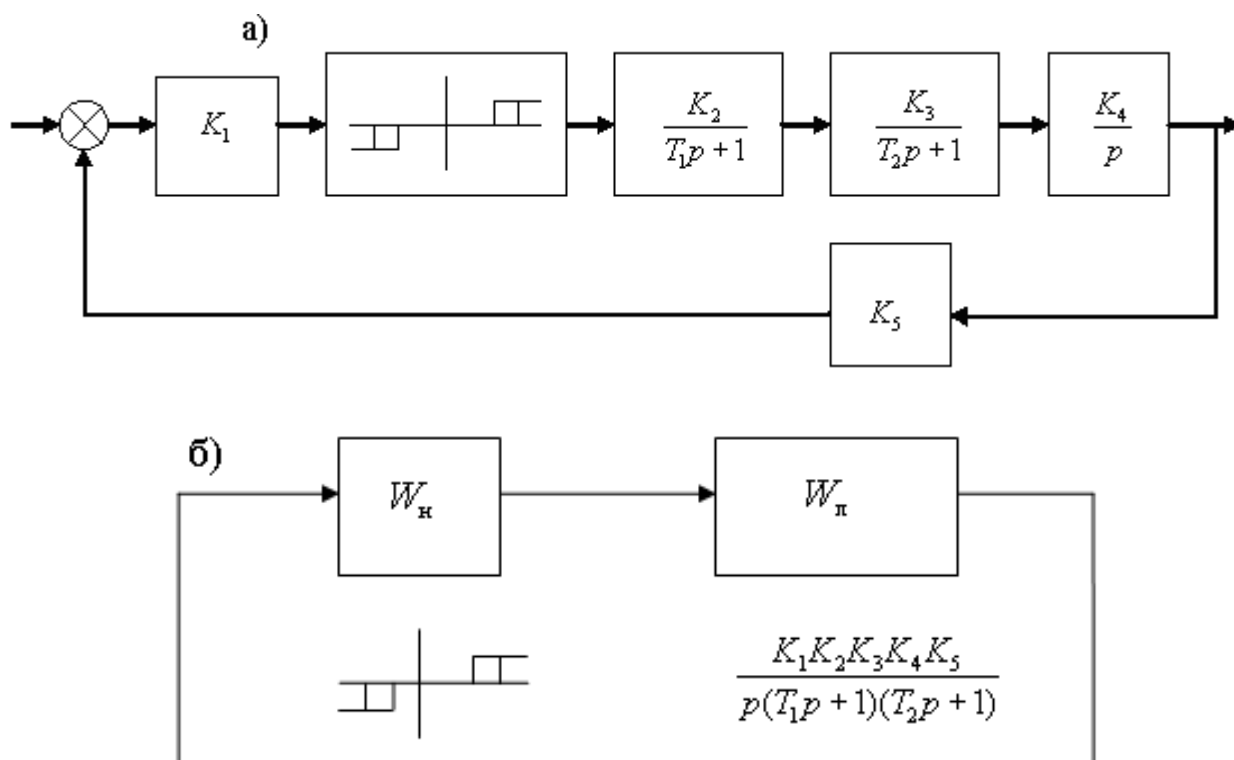 а)
K₁
K₂
T₁p + 1
K₃
T₂p + 1
K₄
p
K₅
б)
Wн
Wл
K₁K₂K₃K₄K₅
p(T₁p + 1)(T₂p + 1)